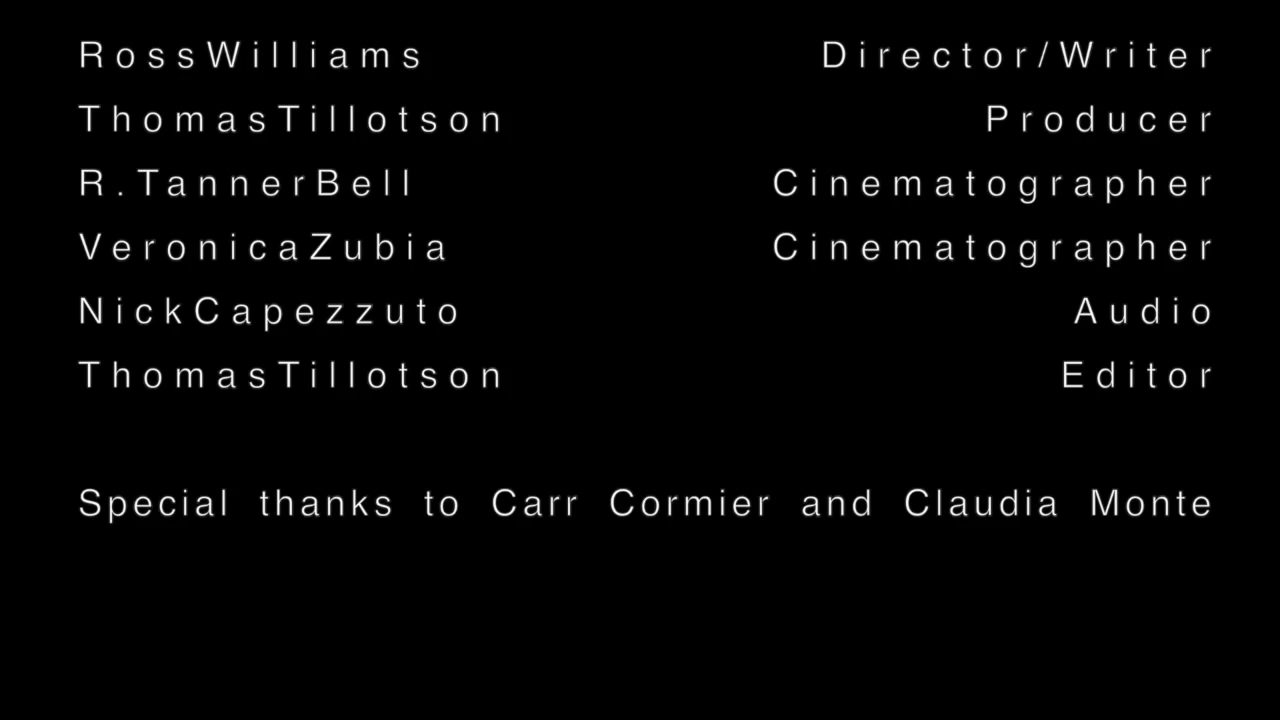 RossWilliams Director/Writer
ThomasTillotson Producer
R.TannerBell Cinematographer
VeronicaZubia Cinematographer
NickCapezzuto Audio
ThomasTillotson Editor
Special thanks to Carr Cormier and Claudia Monte